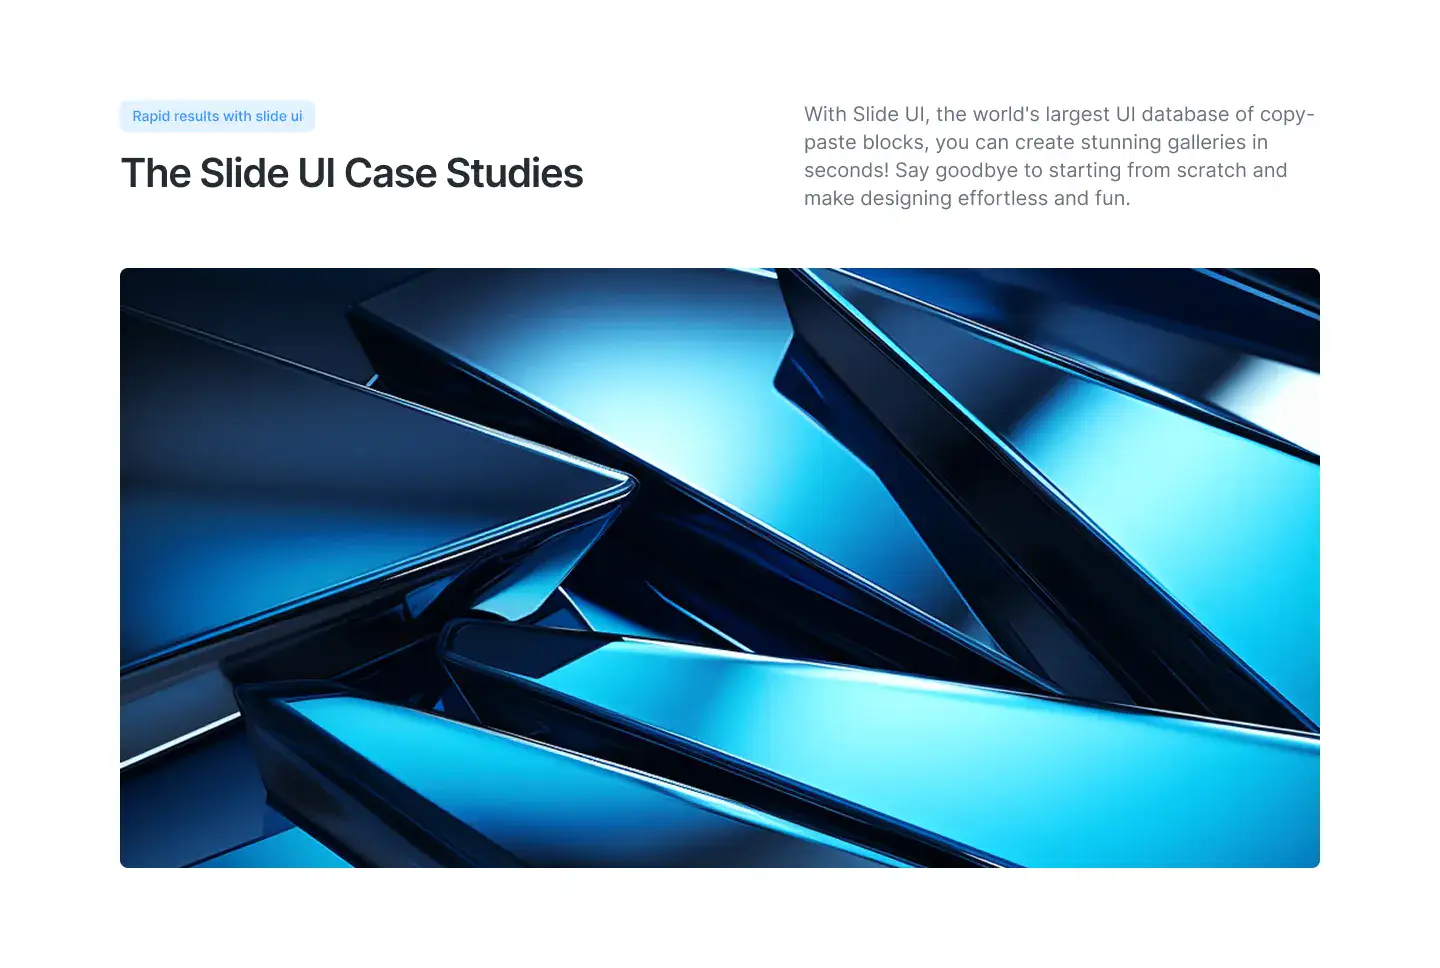 Rapid results with slide ui
The Slide UI Case Studies
With Slide UI, the world's largest UI database of copy-
paste blocks, you can create stunning galleries in
seconds! Say goodbye to starting from scratch and
make designing effortless and fun.